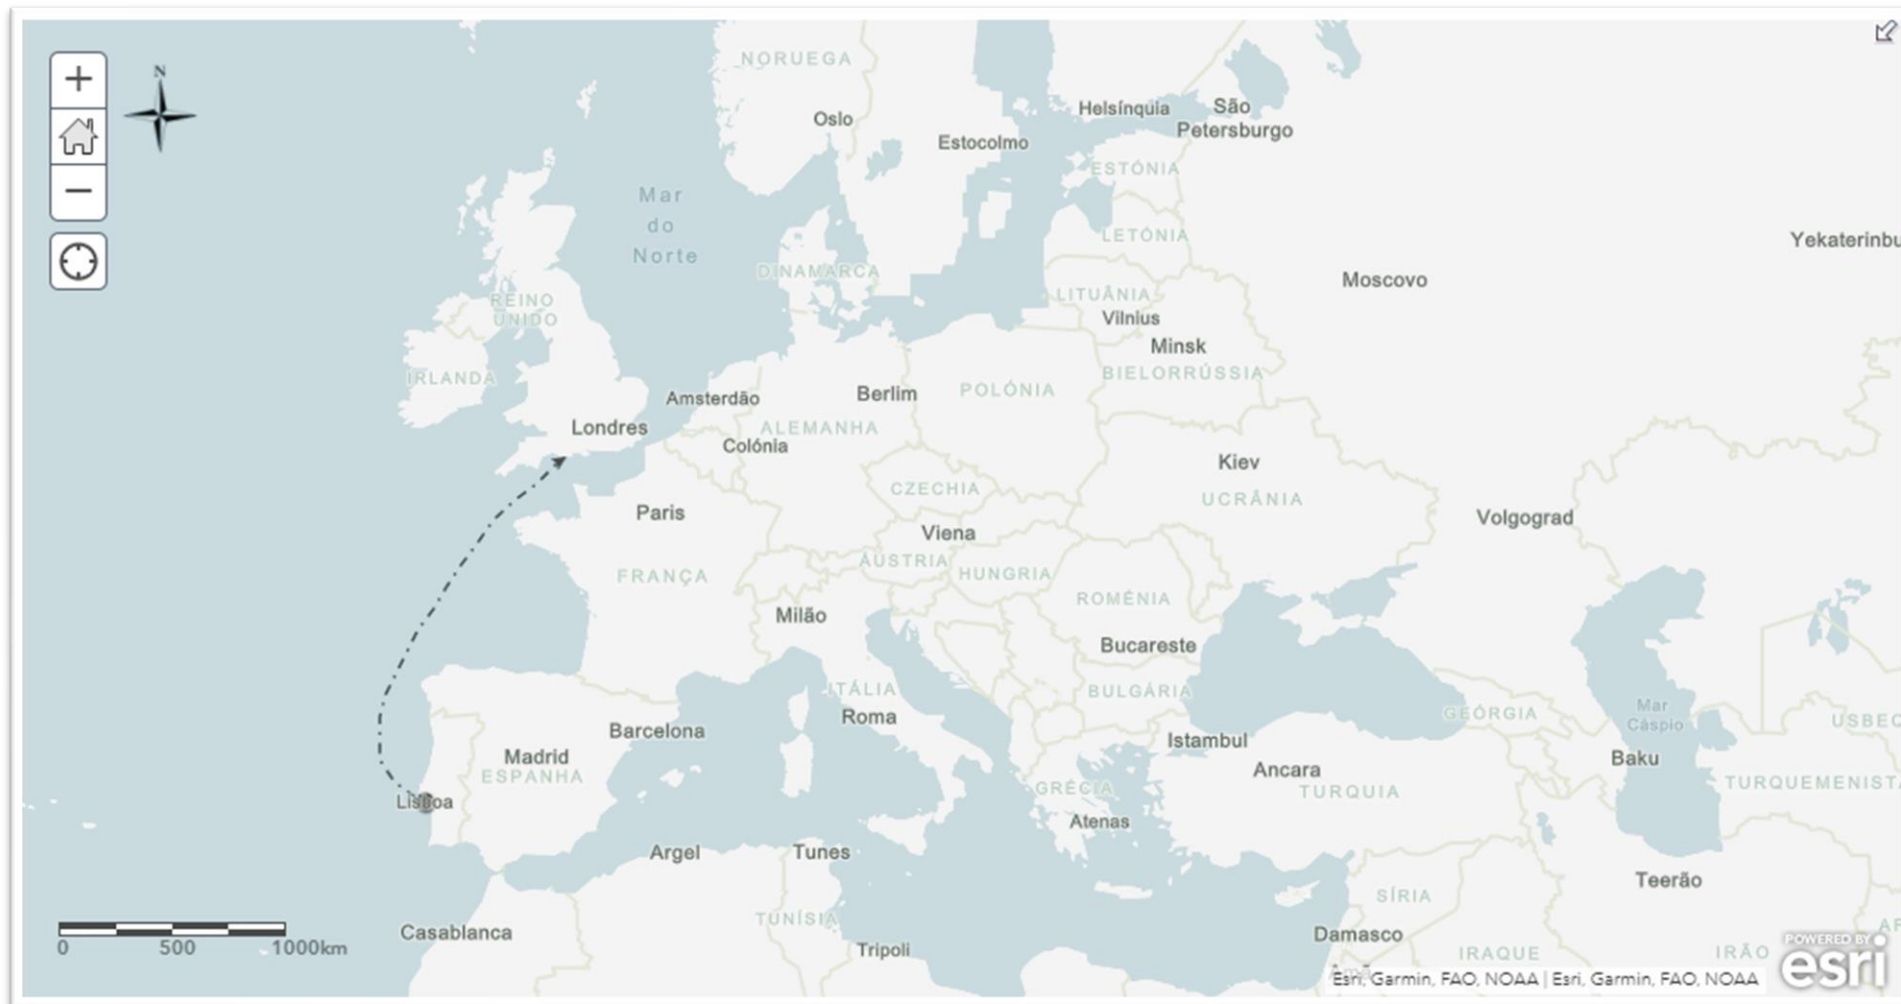 +
N
−
NORUEGA
Oslo
Estocolmo
Helsínquia
São
Petersburgo
ESTÓNIA
LETÓNIA
Mar
do
Norte
DINAMARCA
Yekaterinbu
Moscovo
LITUÂNIA
Vilnius
Minsk
BIELORRÚSSIA
REINO
UNIDO
IRLANDA
Londres
Amsterdão
Berlim
POLÓNIA
ALEMANHA
Colónia
Kiev
UCRÂNIA
CZECHIA
Paris
Viena
Volgograd
ÁUSTRIA
HUNGRIA
FRANÇA
ROMÉNIA
Milão
Bucareste
ITÁLIA
BULGÁRIA
Roma
Barcelona
Madrid
ESPANHA
Istambul
GEÓRGIA
Mar
Cáspio
USBEC
Baku
Ancara
TURQUIA
TURQUEMENIST
GRÉCIA
Atenas
Lisboa
Argel
Tunes
Teerão
SÍRIA
TUNÍSIA
Casablanca
Tripoli
Damasco
IRAQUE
IRÃO
AF
0 500 1000km
Esri, Garmin, FAO, NOAA | Esri, Garmin, FAO, NOAA
POWERED BY
esri